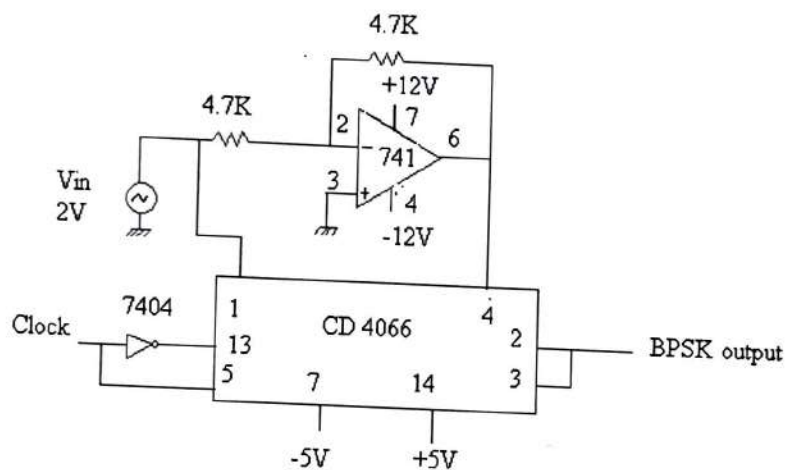 4.7K
+12V
4.7K
7
2
6
741
3
+
4
Vin
2V
-12V
7404
1
4
Clock
13
CD 4066
2
BPSK output
5
7
14
3
-5V
+5V